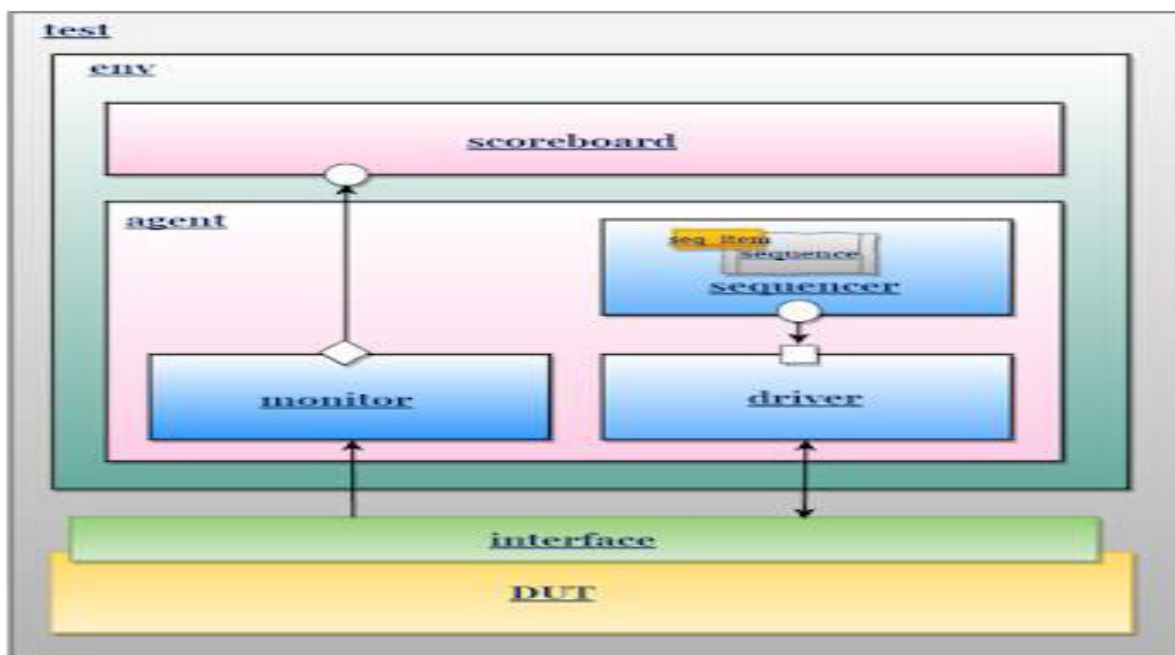 test
env
scoreboard
agent
seq_item
sequence
sequencer
monitor
driver
interface
DUT